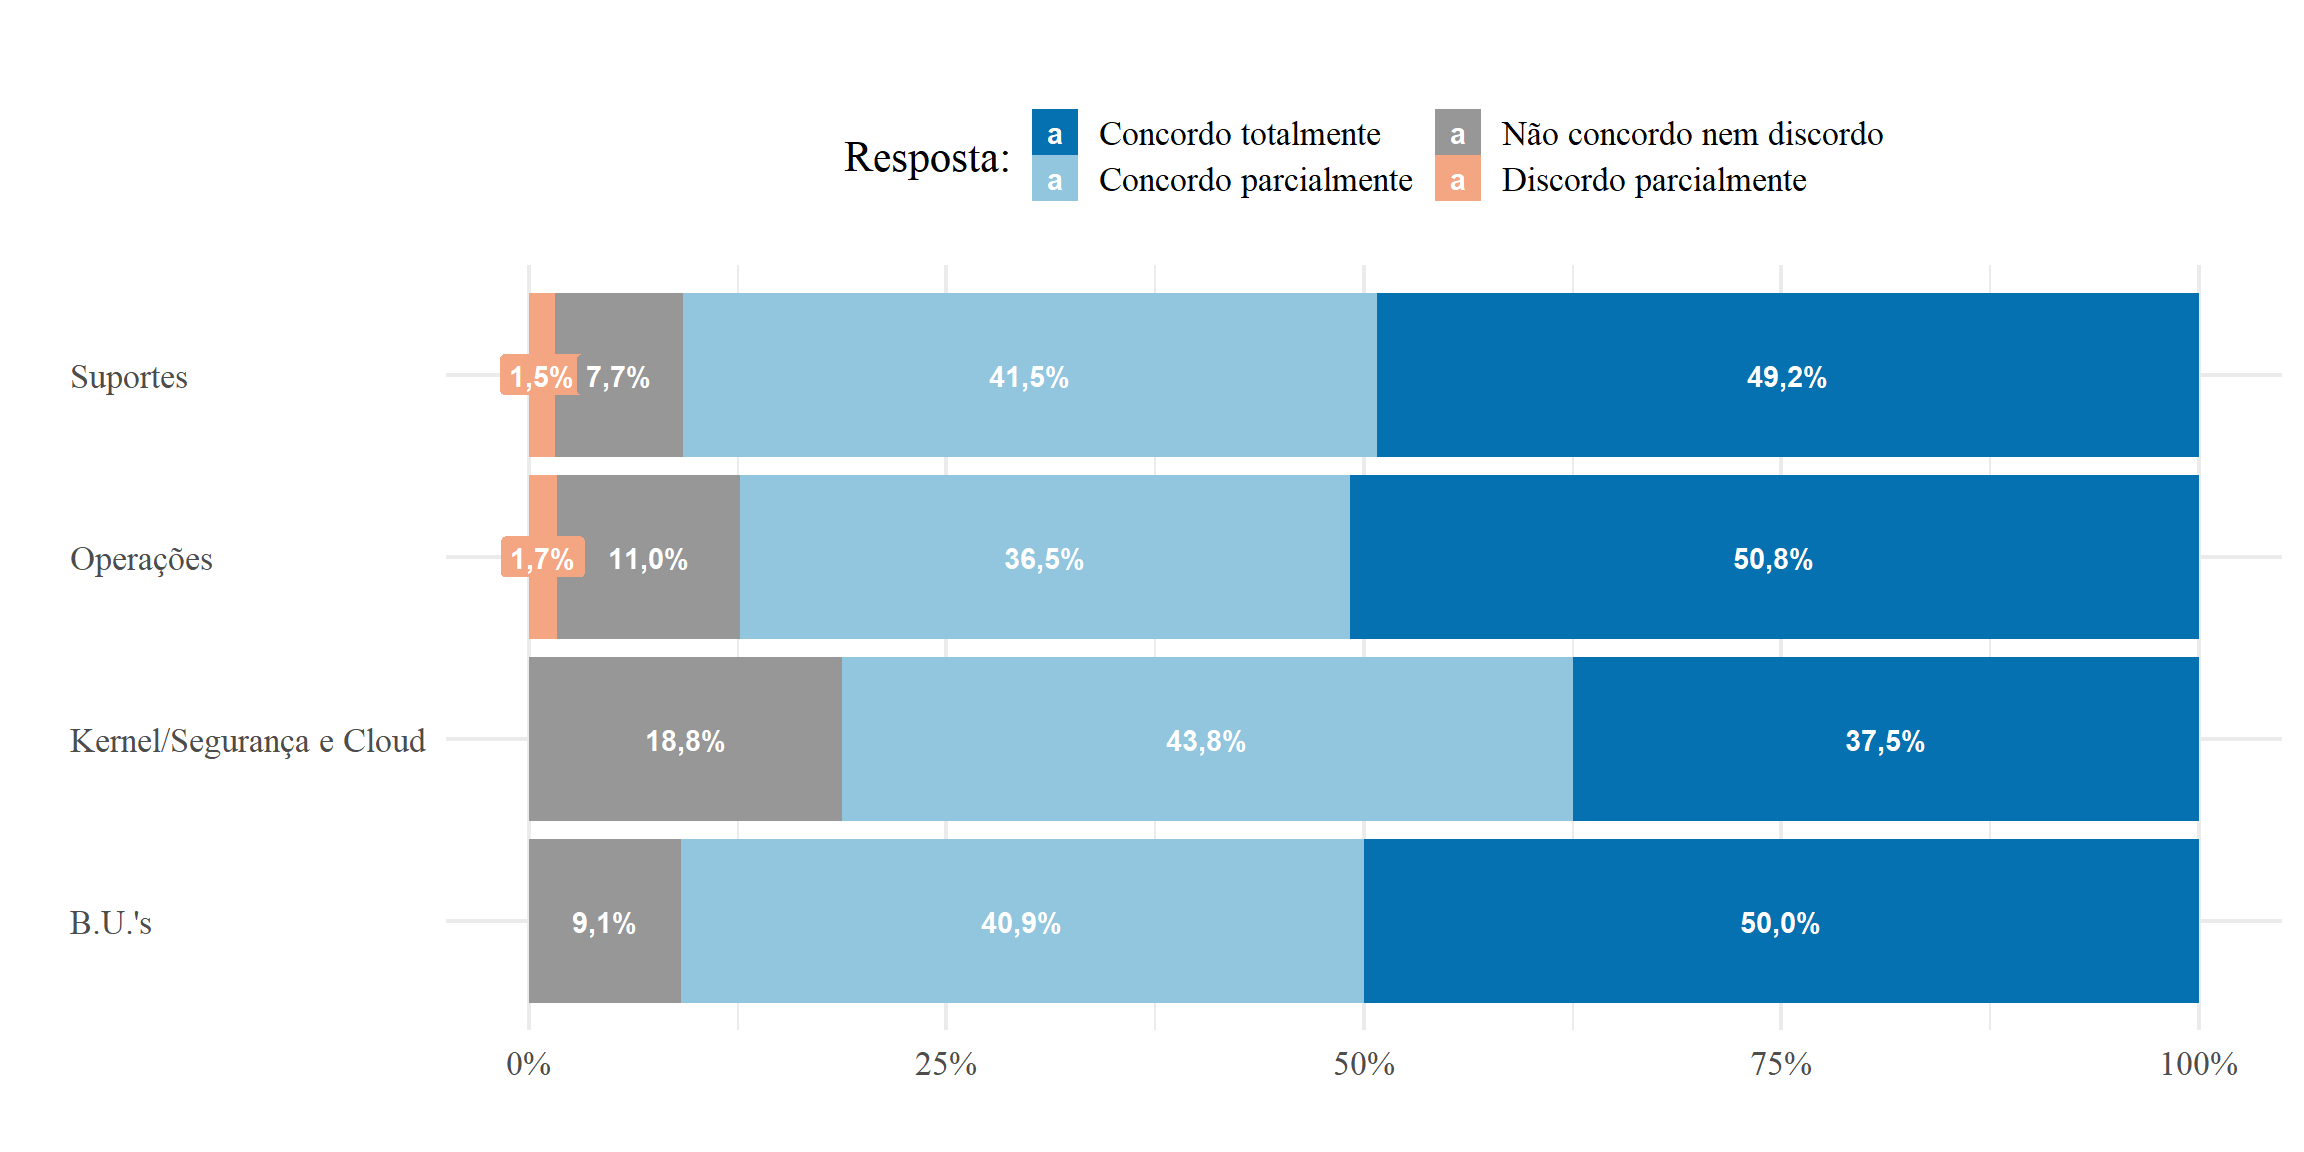 Resposta:
a Concordo totalmente
a Não concordo nem discordo
a Concordo parcialmente
a Discordo parcialmente
Suportes
1,5% 7,7% 41,5% 49,2%
Operações
1,7% 11,0% 36,5% 50,8%
Kernel/Segurança e Cloud
18,8% 43,8% 37,5%
B.U.'s
9,1% 40,9% 50,0%
0% 25% 50% 75% 100%